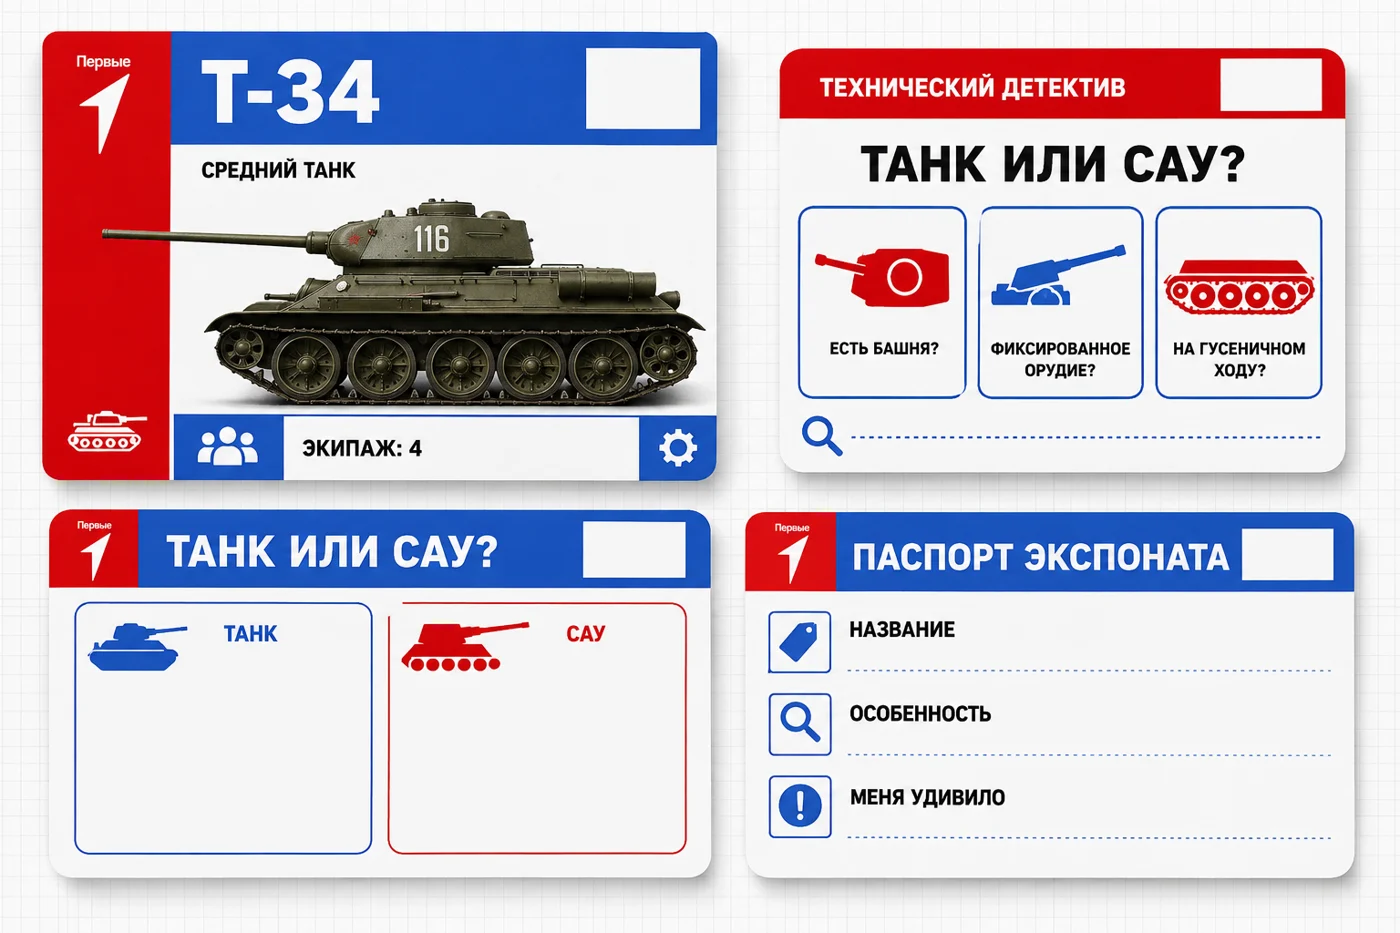 Первые
Т-34
СРЕДНИЙ ТАНК
116
ЭКИПАЖ: 4
ТЕХНИЧЕСКИЙ ДЕТЕКТИВ
ТАНК ИЛИ САУ?
ЕСТЬ БАШНЯ?
ФИКСИРОВАННОЕ
ОРУДИЕ?
НА ГУСЕНИЧНОМ
ХОДУ?
Первые
ТАНК ИЛИ САУ?
ТАНК
САУ
Первые
ПАСПОРТ ЭКСПОНАТА
НАЗВАНИЕ
ОСОБЕННОСТЬ
МЕНЯ УДИВИЛО